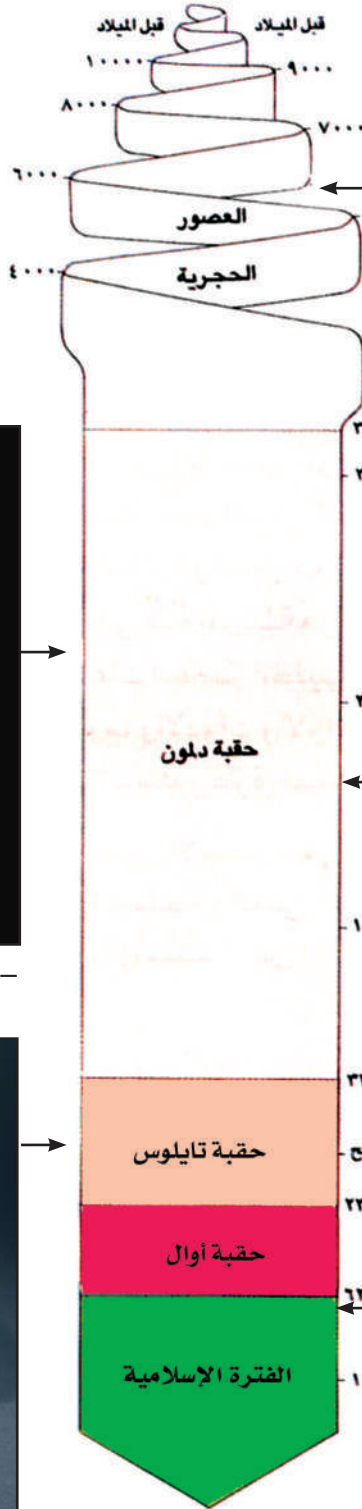 قبل الميلاد قبل الميلاد
١٠٠٠٠
٩٠٠٠
٨٠٠٠
٧٠٠٠
٦٠٠٠
العصور
٤٠٠٠
الحجرية
حقبة دلمون
حقبة تايلوس
حقبة أوال
الفترة الإسلامية